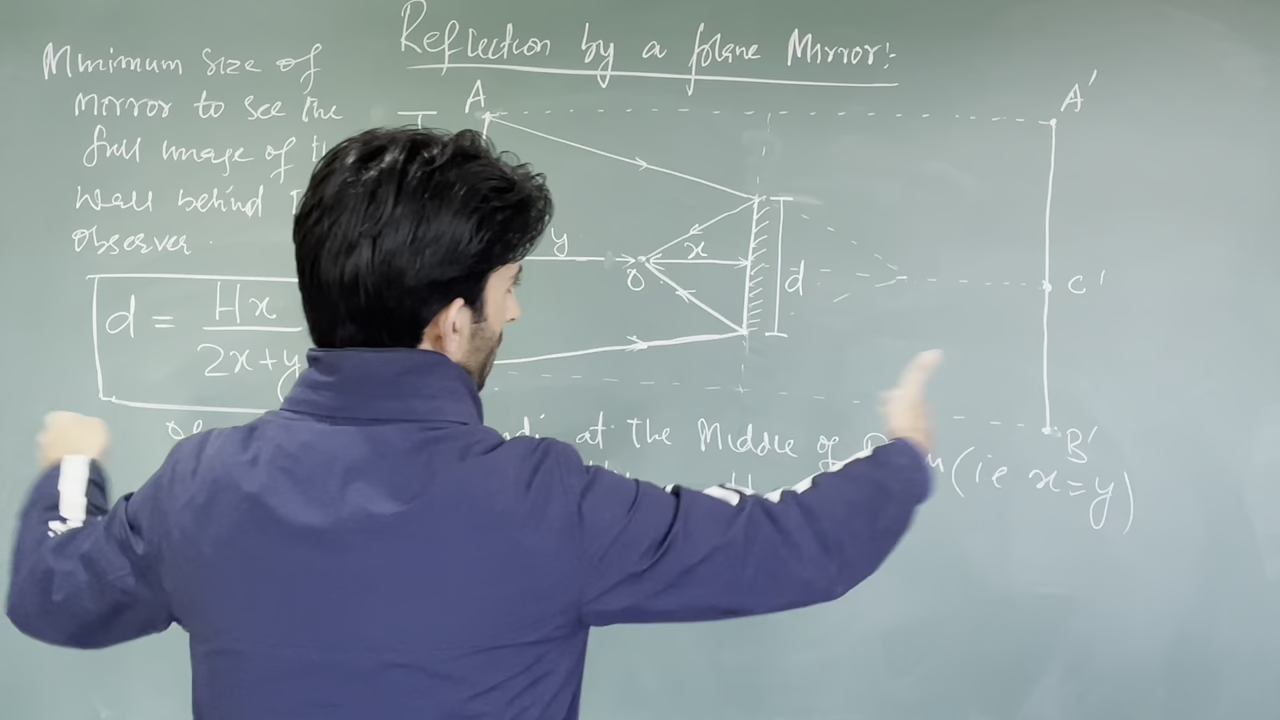 Reflection by a plane Mirror:
Minimum size of
mirror to see the
full image of
wall behind
observer.
d = Hx
2x+y
A
A'
y
x
O
d
C'
B'
at the Middle of
(ie x=y)